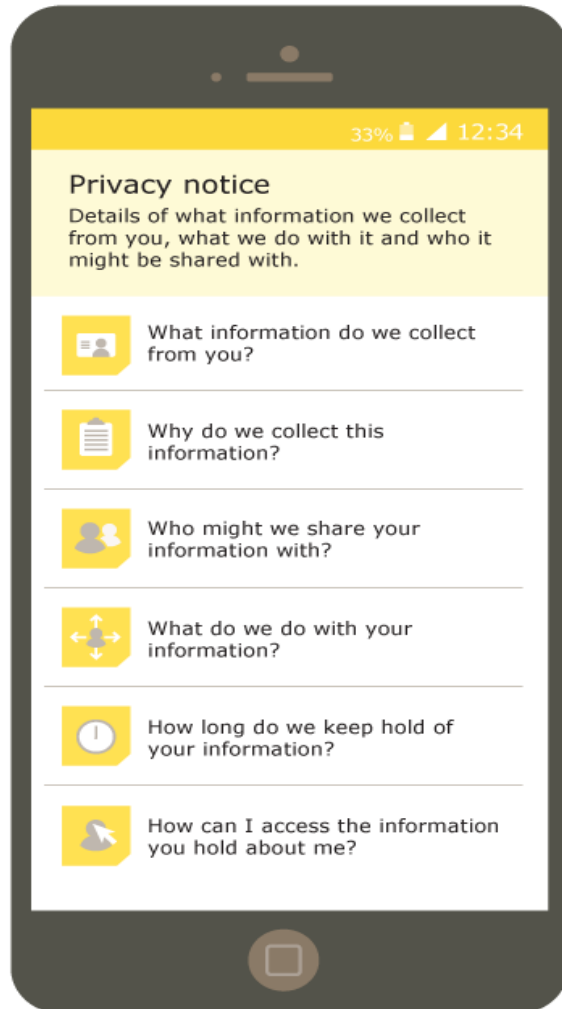 33% 12:34
Privacy notice
Details of what information we collect
from you, what we do with it and who it
might be shared with.
What information do we collect
from you?
Why do we collect this
information?
Who might we share your
information with?
What do we do with your
information?
How long do we keep hold of
your information?
How can I access the information
you hold about me?